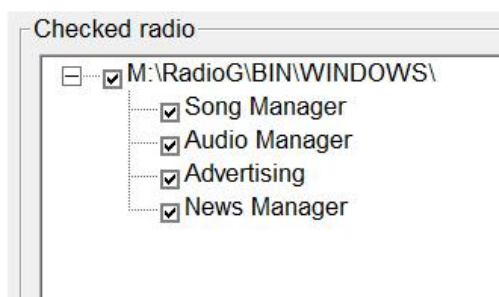 Checked radio
M:\RadioG\BIN\WINDOWS\
Song Manager
Audio Manager
Advertising
News Manager